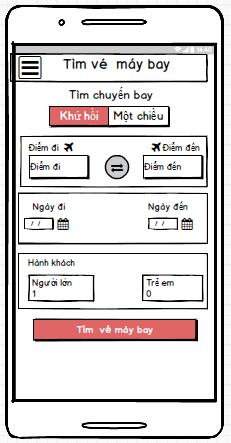 Tìm vé máy bay
Tìm chuyến bay
Khứ hồi Một chiều
Điểm đi Điểm đến
Điểm đi Điểm đến
Ngày đi Ngày đến
/ / / /
Hành khách
Người lớn Trẻ em
1 0
Tìm vé máy bay